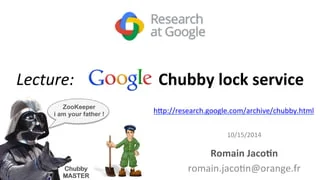 Research
at Google
Lecture: Google Chubby lock service
ZooKeeper
i am your father !
http://research.google.com/archive/chubby.html
10/15/2014
Romain Jacotin
romain.jacotin@orange.fr
Chubby
MASTER